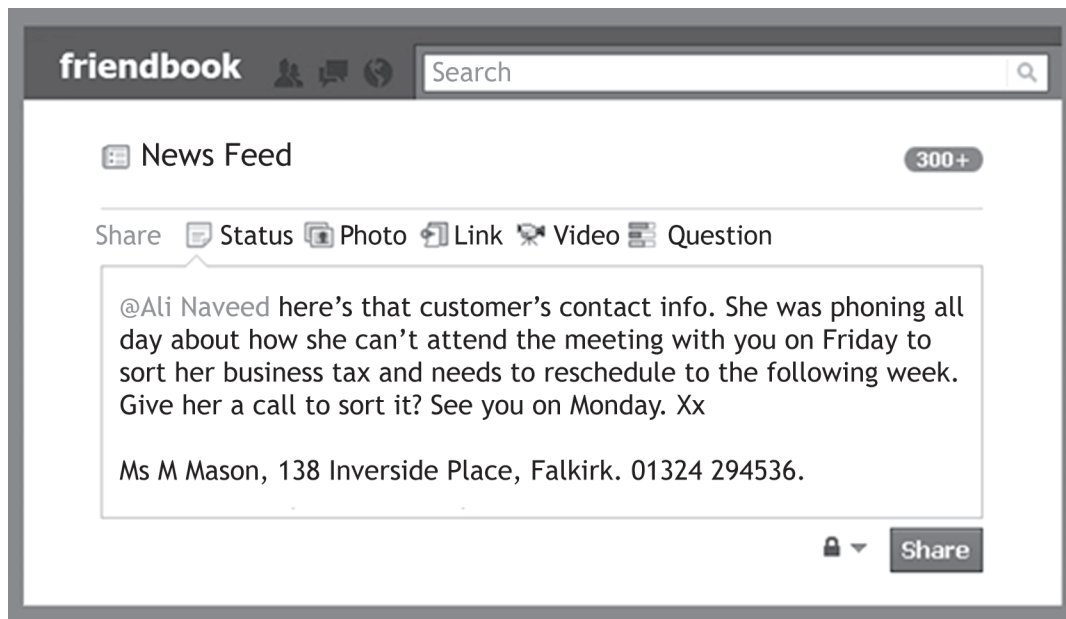 friendbook
Search
News Feed
300+
Share Status Photo Link Video Question
@Ali Naveed here's that customer's contact info. She was phoning all
day about how she can't attend the meeting with you on Friday to
sort her business tax and needs to reschedule to the following week.
Give her a call to sort it? See you on Monday. Xx
Ms M Mason, 138 Inverside Place, Falkirk. 01324 294536.
Share